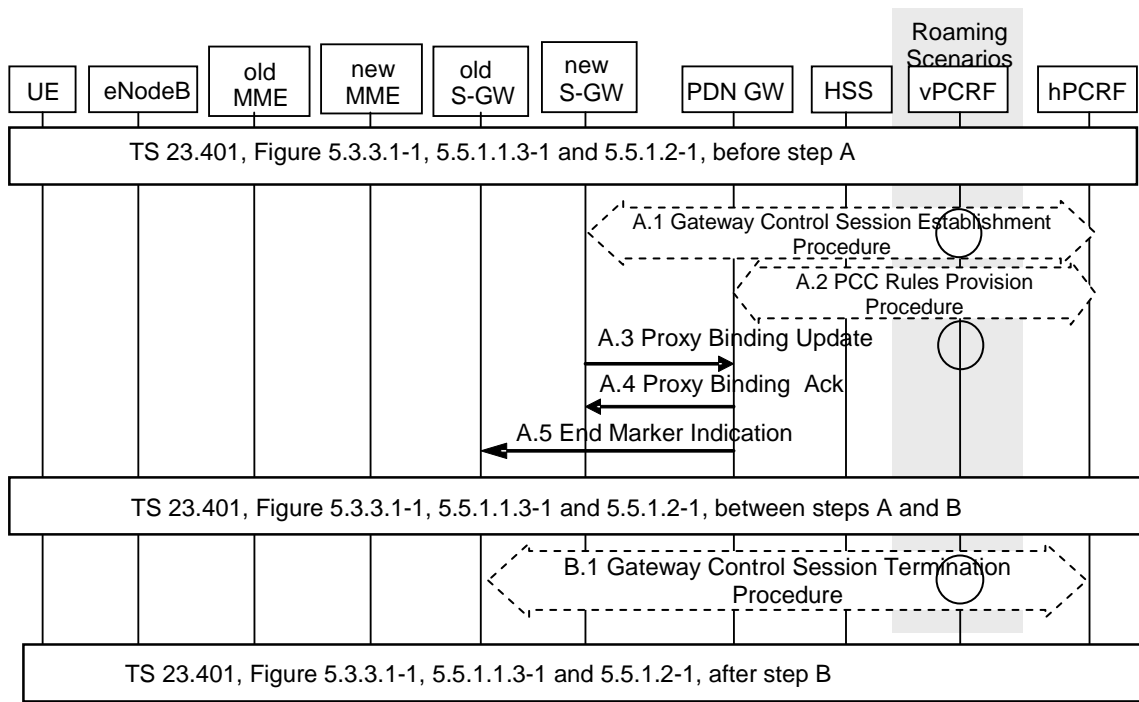 Roaming
Scenarios
UE
eNodeB
old
MME
new
MME
old
S-GW
new
S-GW
PDN GW
HSS
vPCRF
hPCRF
TS 23.401, Figure 5.3.3.1-1, 5.5.1.1.3-1 and 5.5.1.2-1, before step A
A.1 Gateway Control Session Establishment
Procedure
A.2 PCC Rules Provision
Procedure
A.3 Proxy Binding Update
A.4 Proxy Binding Ack
A.5 End Marker Indication
TS 23.401, Figure 5.3.3.1-1, 5.5.1.1.3-1 and 5.5.1.2-1, between steps A and B
B.1 Gateway Control Session Termination
Procedure
TS 23.401, Figure 5.3.3.1-1, 5.5.1.1.3-1 and 5.5.1.2-1, after step B